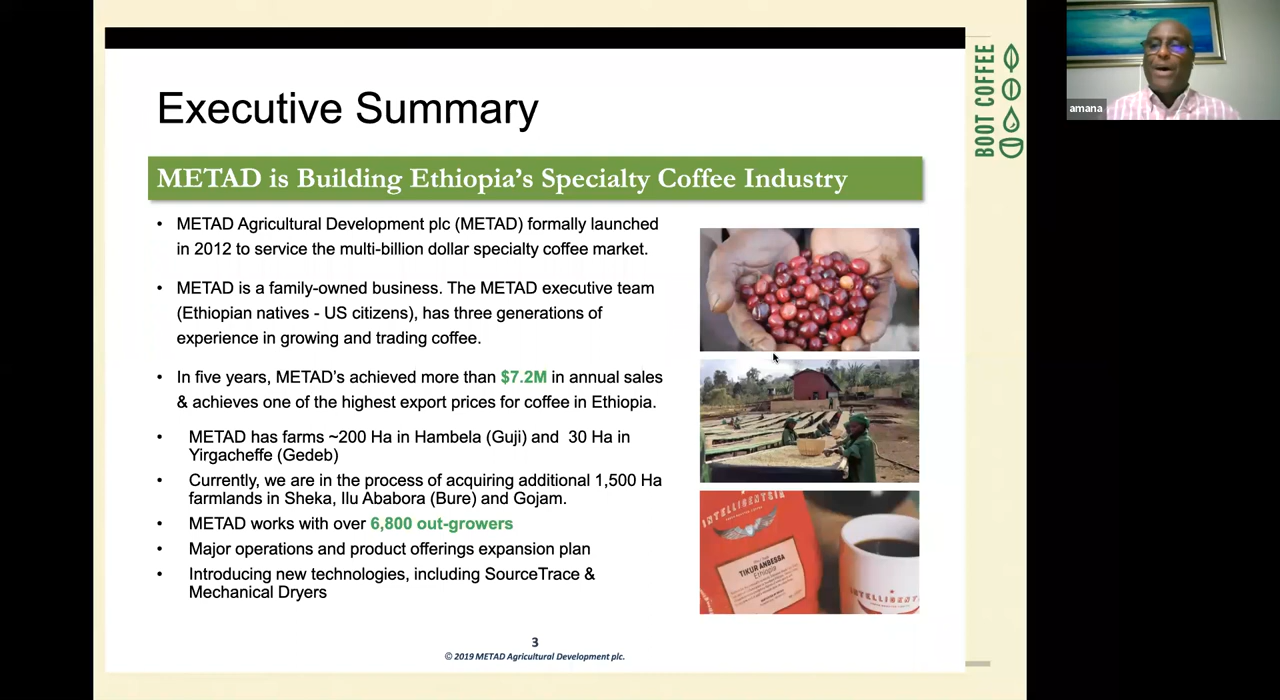 Executive Summary
METAD is Building Ethiopia's Specialty Coffee Industry
• METAD Agricultural Development plc (METAD) formally launched
in 2012 to service the multi-billion dollar specialty coffee market.
• METAD is a family-owned business. The METAD executive team
(Ethiopian natives - US citizens), has three generations of
experience in growing and trading coffee.
• In five years, METAD's achieved more than $7.2M in annual sales
& achieves one of the highest export prices for coffee in Ethiopia.
• METAD has farms ~200 Ha in Hambela (Guji) and 30 Ha in
Yirgacheffe (Gedeb)
• Currently, we are in the process of acquiring additional 1,500 Ha
farmlands in Sheka, Ilu Ababora (Bure) and Gojam.
• METAD works with over 6,800 out-growers
• Major operations and product offerings expansion plan
• Introducing new technologies, including SourceTrace &
Mechanical Dryers
INTELLIGENTSIA
TIKUR ANBESSA
Ethiopia
3
© 2019 METAD Agricultural Development plc.
BOOT COFFEE
amana